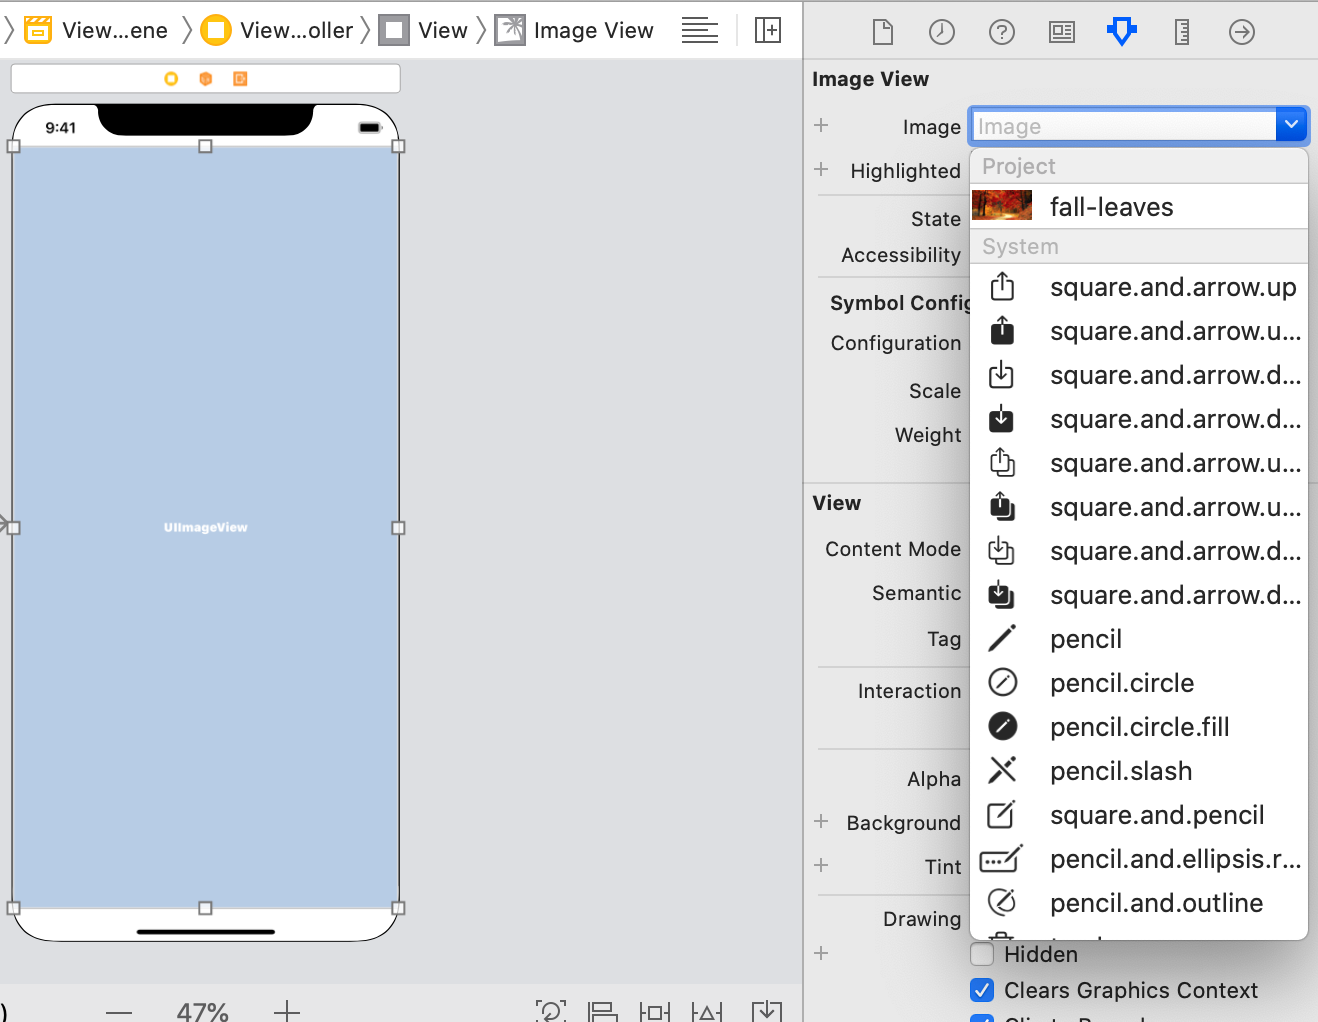 View...ene
View...oller
View
Image View
9:41
UIImageView
47%
Image View
Image
Image
Highlighted
State
Accessibility
Symbol Config
Configuration
Scale
Weight
View
Content Mode
Semantic
Tag
Interaction
Alpha
Background
Tint
Drawing
Project
fall-leaves
System
square.and.arrow.up
square.and.arrow.u...
square.and.arrow.d...
square.and.arrow.d...
square.and.arrow.u...
square.and.arrow.u...
square.and.arrow.d...
square.and.arrow.d...
pencil
pencil.circle
pencil.circle.fill
pencil.slash
square.and.pencil
pencil.and.ellipsis.r...
pencil.and.outline
Hidden
Clears Graphics Context